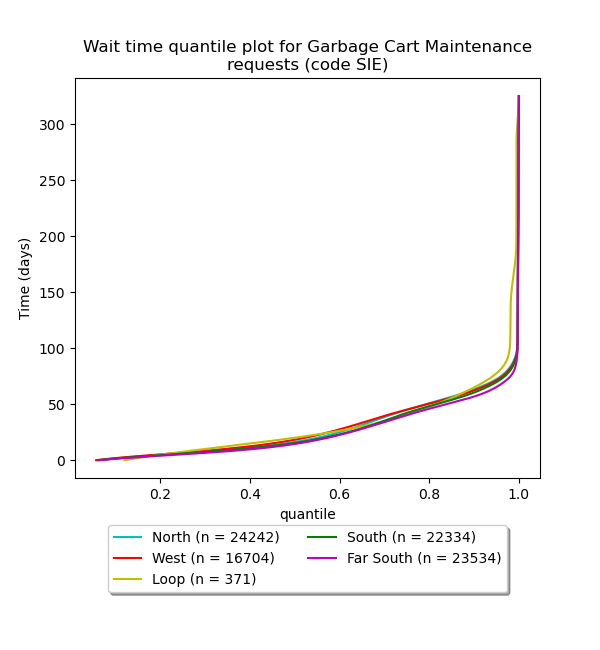 Wait time quantile plot for Garbage Cart Maintenance
requests (code SIE)
Time (days)
300
250
200
150
100
50
0
0.2 0.4 0.6 0.8 1.0
quantile
North (n = 24242)
West (n = 16704)
Loop (n = 371)
South (n = 22334)
Far South (n = 23534)